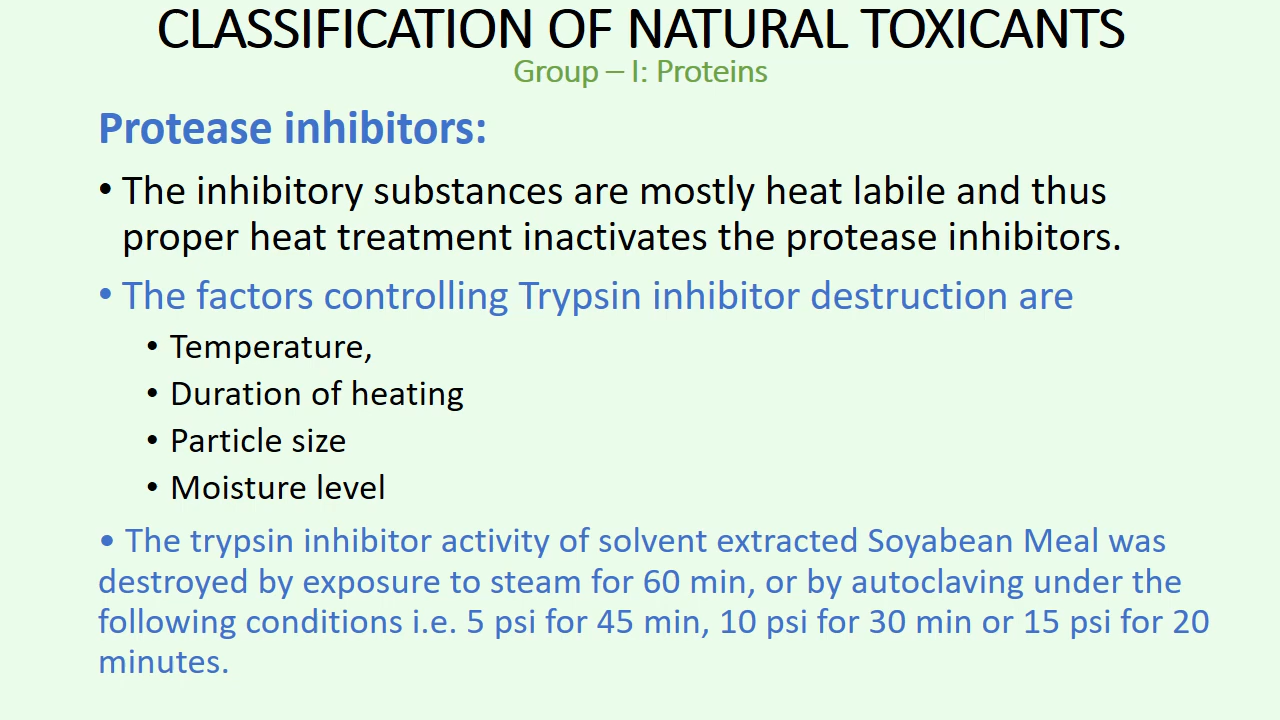 CLASSIFICATION OF NATURAL TOXICANTS
Group – I: Proteins
Protease inhibitors:
• The inhibitory substances are mostly heat labile and thus
proper heat treatment inactivates the protease inhibitors.
• The factors controlling Trypsin inhibitor destruction are
• Temperature,
• Duration of heating
• Particle size
• Moisture level
• The trypsin inhibitor activity of solvent extracted Soyabean Meal was
destroyed by exposure to steam for 60 min, or by autoclaving under the
following conditions i.e. 5 psi for 45 min, 10 psi for 30 min or 15 psi for 20
minutes.